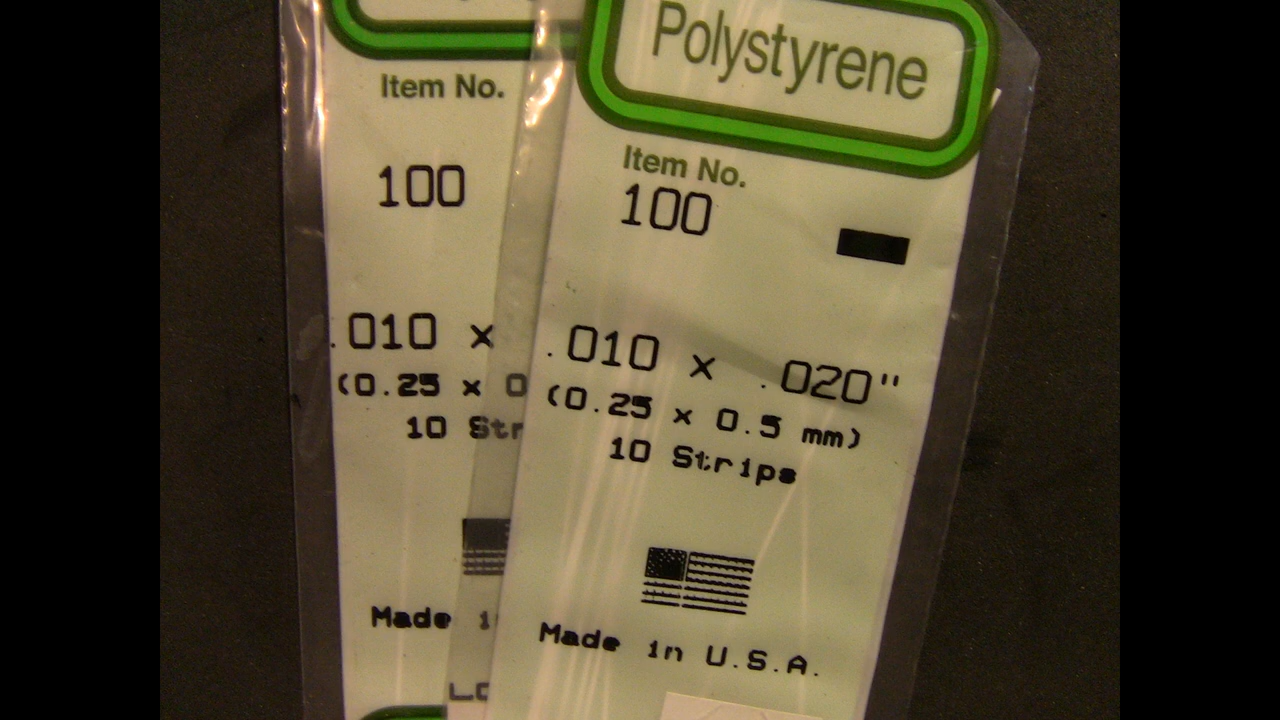 Item No.
100
.010 x
(0.25 x 0
10 Str
Made i
Polystyrene
Item No.
100
.010 x .020"
(0.25 x 0.5 mm)
10 Strips
Made in U.S.A.